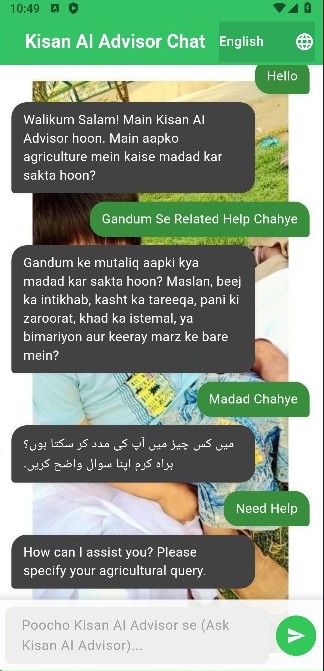 10:49
Kisan AI Advisor Chat
English
Hello
Walikum Salam! Main Kisan AI
Advisor hoon. Main aapko
agriculture mein kaise madad kar
sakta hoon?
Gandum Se Related Help Chahye
Gandum ke mutaliq aapki kya
madad kar sakta hoon? Maslan, beej
ka intikhab, kasht ka tareeqa, pani ki
zaroorat, khad ka istemal, ya
bimariyon aur keeray marz ke bare
mein?
Madad Chahye
میں کس چیز میں آپ کی مدد کر سکتا ہوں؟
براہ کرم اپنا سوال واضح کریں۔
Need Help
How can I assist you? Please
specify your agricultural query.
Poocho Kisan AI Advisor se (Ask
Kisan AI Advisor)...